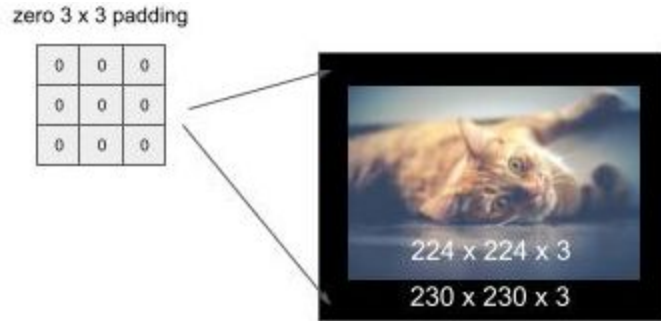 zero 3 x 3 padding
0 0 0
0 0 0
0 0 0
224 x 224 x 3
230 x 230 x 3